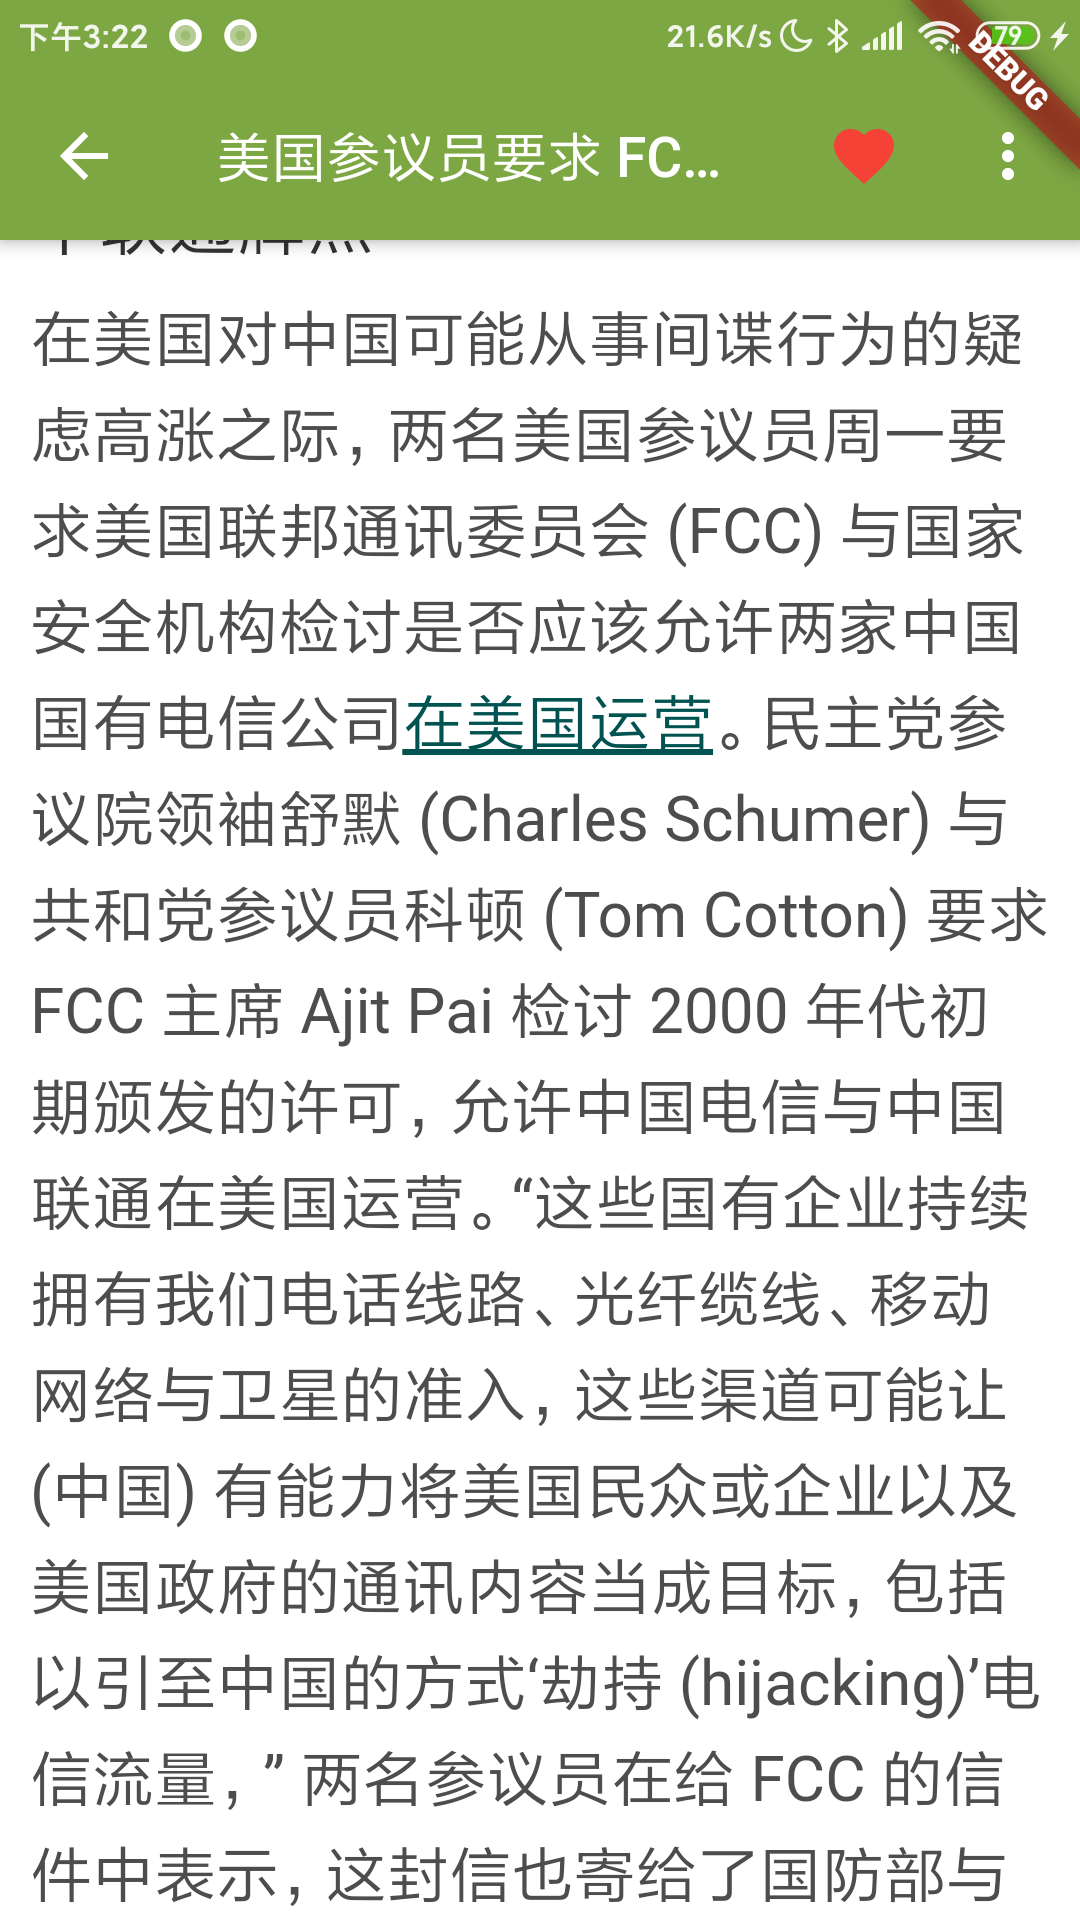 下午3:22
21.6K/s
79
DEBUG
美国参议员要求 FC...
在美国对中国可能从事间谍行为的疑
虑高涨之际，两名美国参议员周一要
求美国联邦通讯委员会 (FCC) 与国家
安全机构检讨是否应该允许两家中国
国有电信公司在美国运营。民主党参
议院领袖舒默 (Charles Schumer) 与
共和党参议员科顿 (Tom Cotton) 要求
FCC 主席 Ajit Pai 检讨 2000 年代初
期颁发的许可，允许中国电信与中国
联通在美国运营。“这些国有企业持续
拥有我们电话线路、光纤缆线、移动
网络与卫星的准入，这些渠道可能让
(中国) 有能力将美国民众或企业以及
美国政府的通讯内容当成目标，包括
以引至中国的方式‘劫持 (hijacking)’电
信流量，” 两名参议员在给 FCC 的信
件中表示，这封信也寄给了国防部与